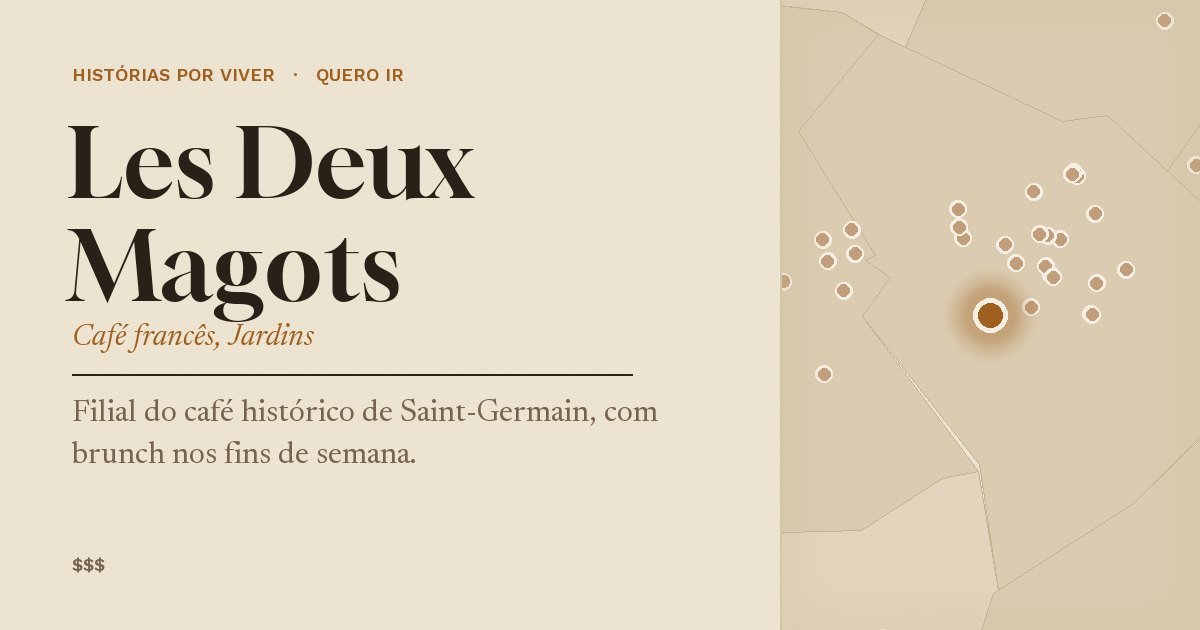 HISTÓRIAS POR VIVER · QUERO IR
Les Deux
Magots
Café francês, Jardins
Filial do café histórico de Saint-Germain, com
brunch nos fins de semana.
$$$